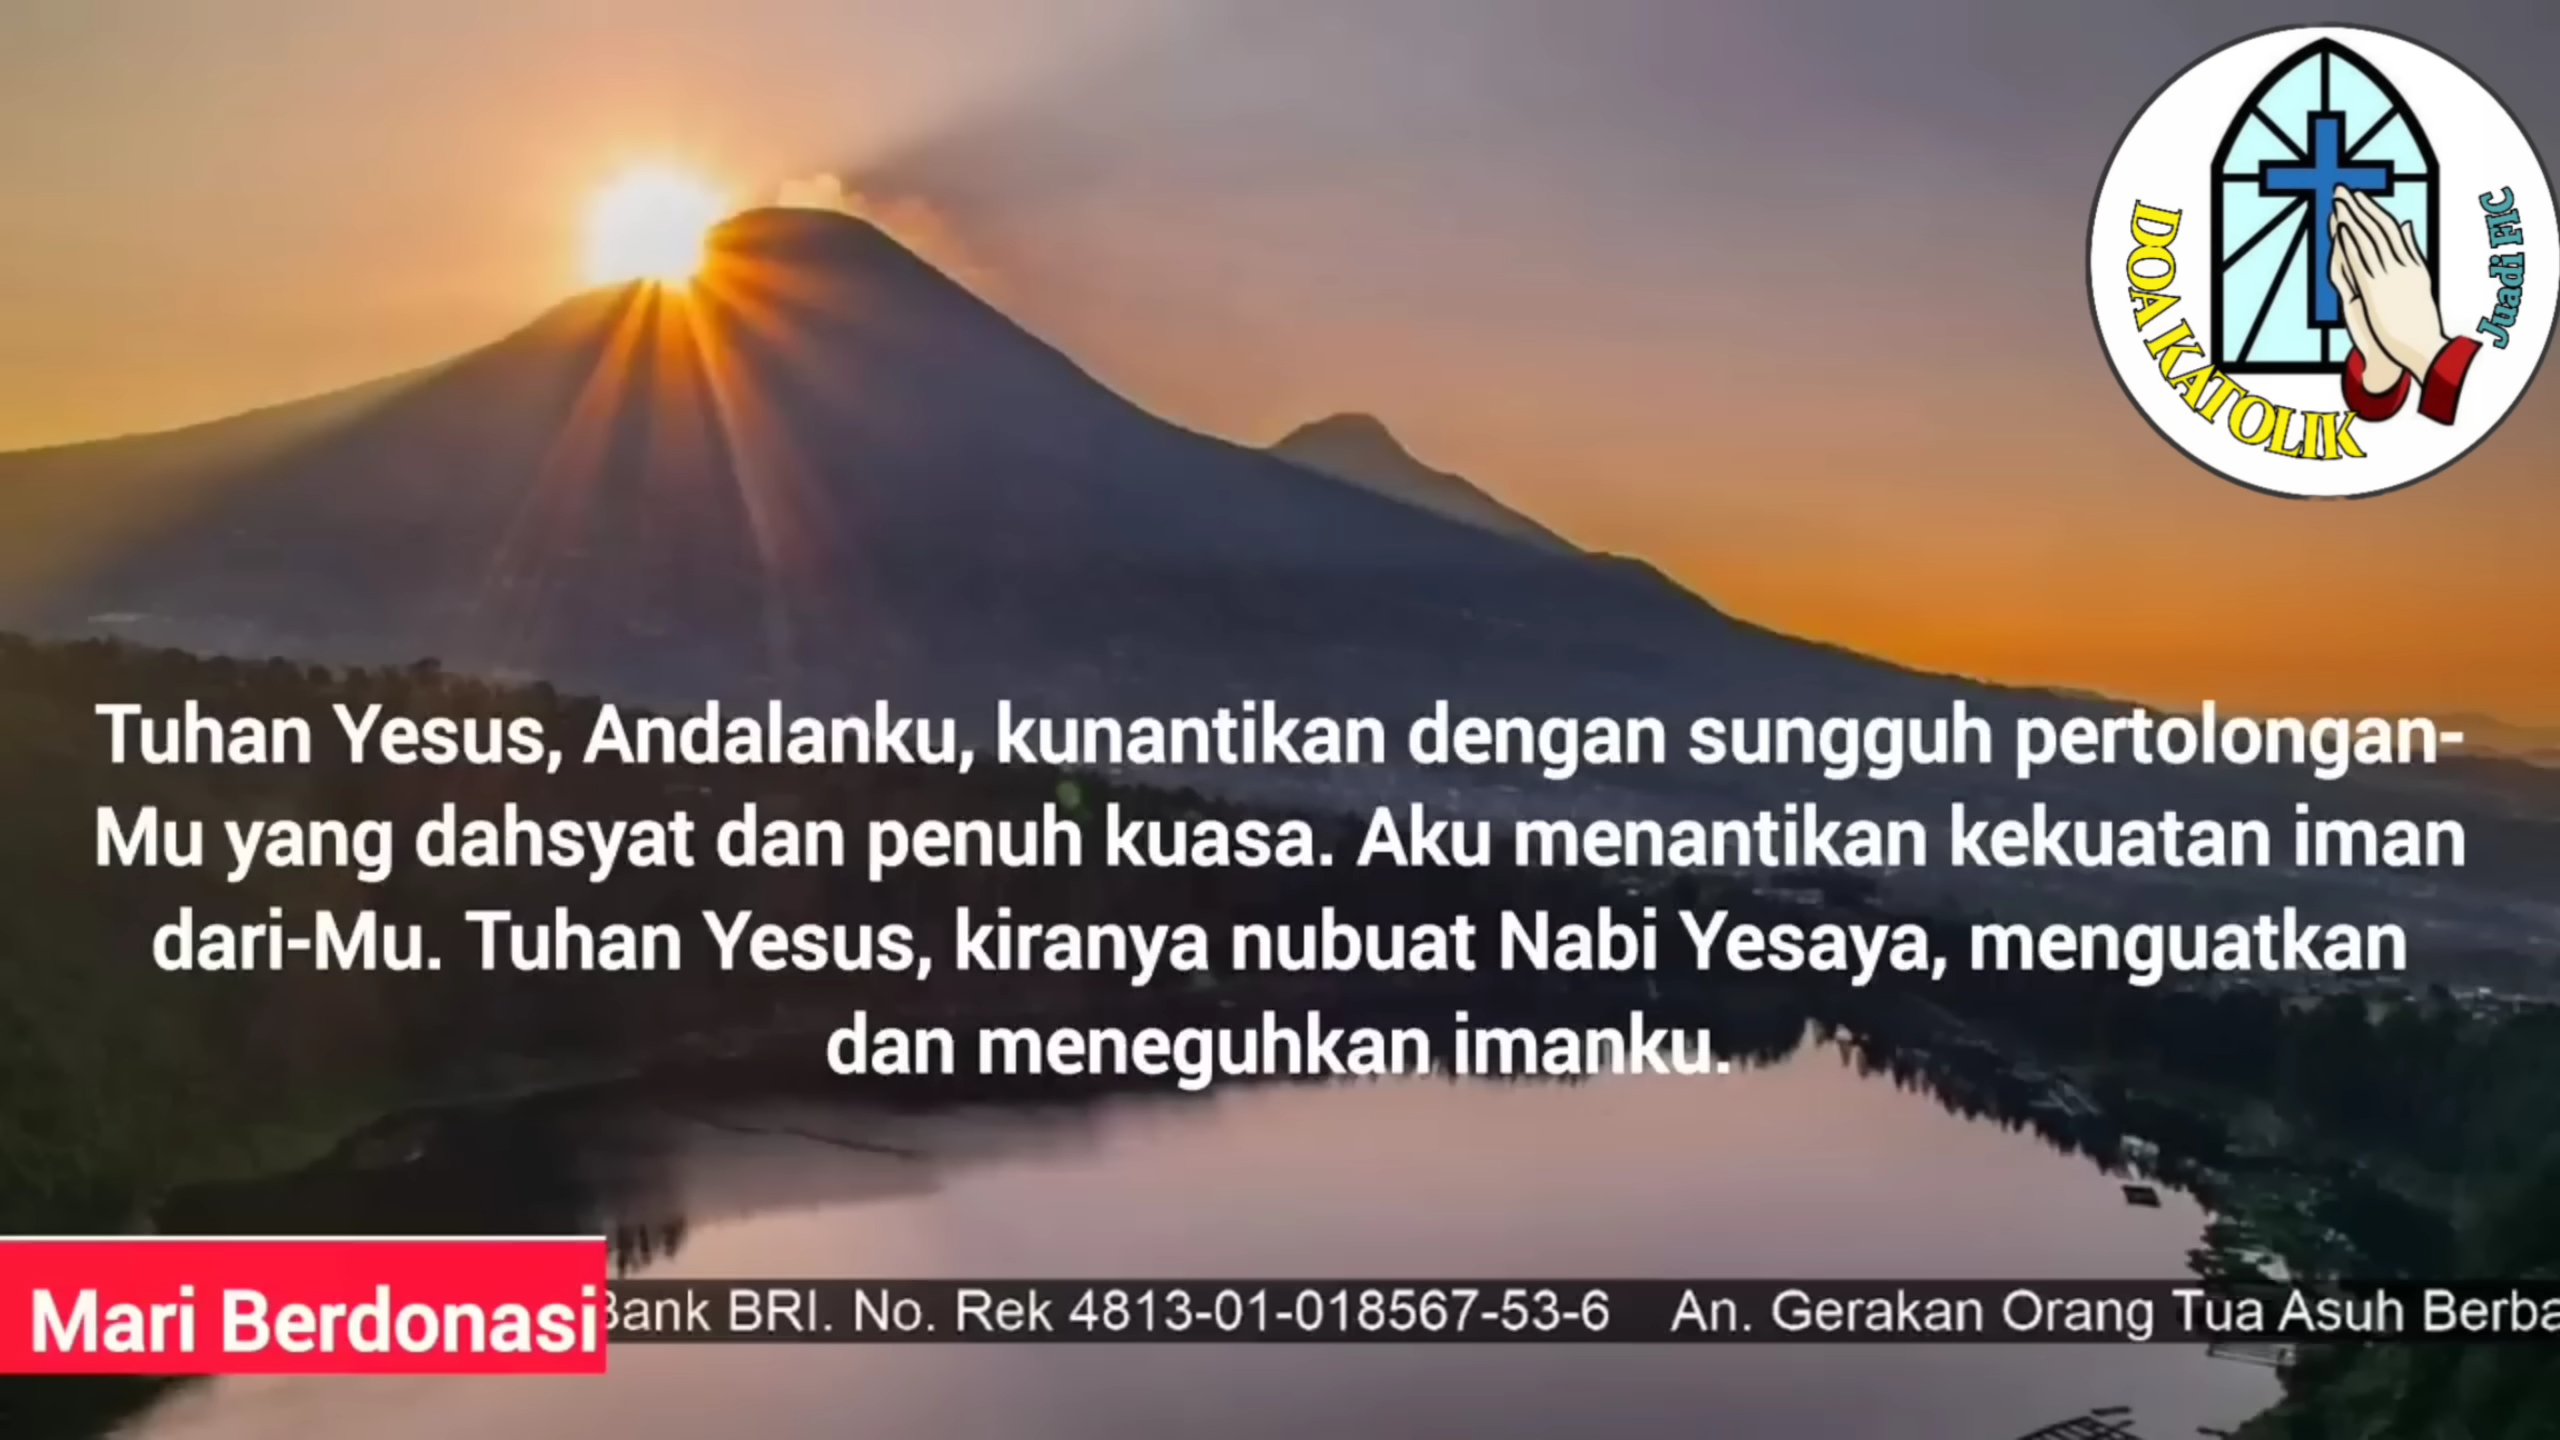 DOA KATOLIK
Juadi FIC
Tuhan Yesus, Andalanku, kunantikan dengan sungguh pertolongan-
Mu yang dahsyat dan penuh kuasa. Aku menantikan kekuatan iman
dari-Mu. Tuhan Yesus, kiranya nubuat Nabi Yesaya, menguatkan
dan meneguhkan imanku.
Mari Berdonasi
Bank BRI. No. Rek 4813-01-018567-53-6 An. Gerakan Orang Tua Asuh